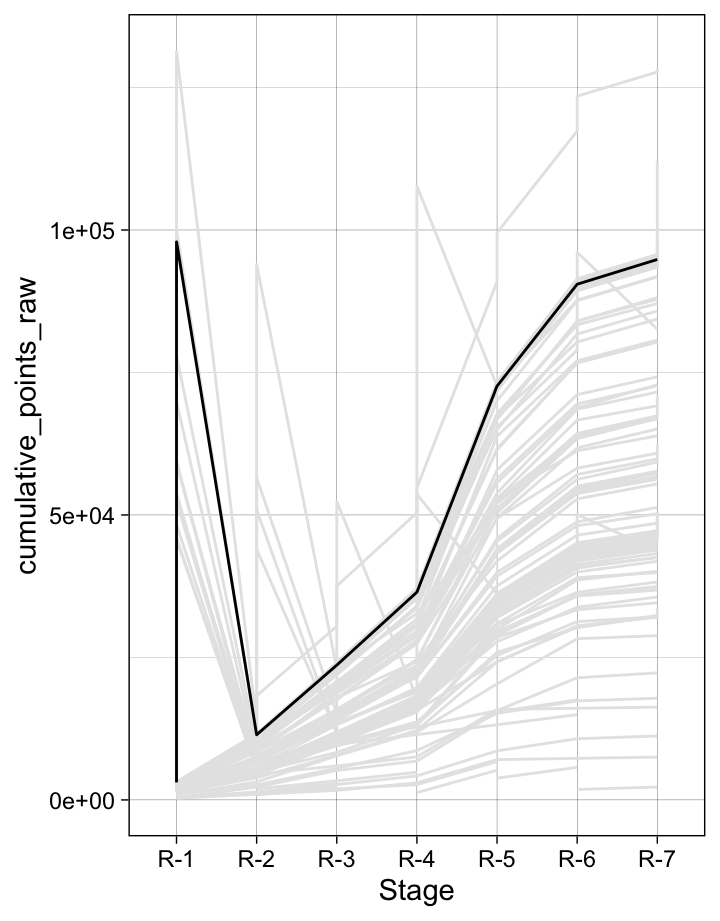 cumulative_points_raw
1e+05
5e+04
0e+00
R-1 R-2 R-3 R-4 R-5 R-6 R-7
Stage